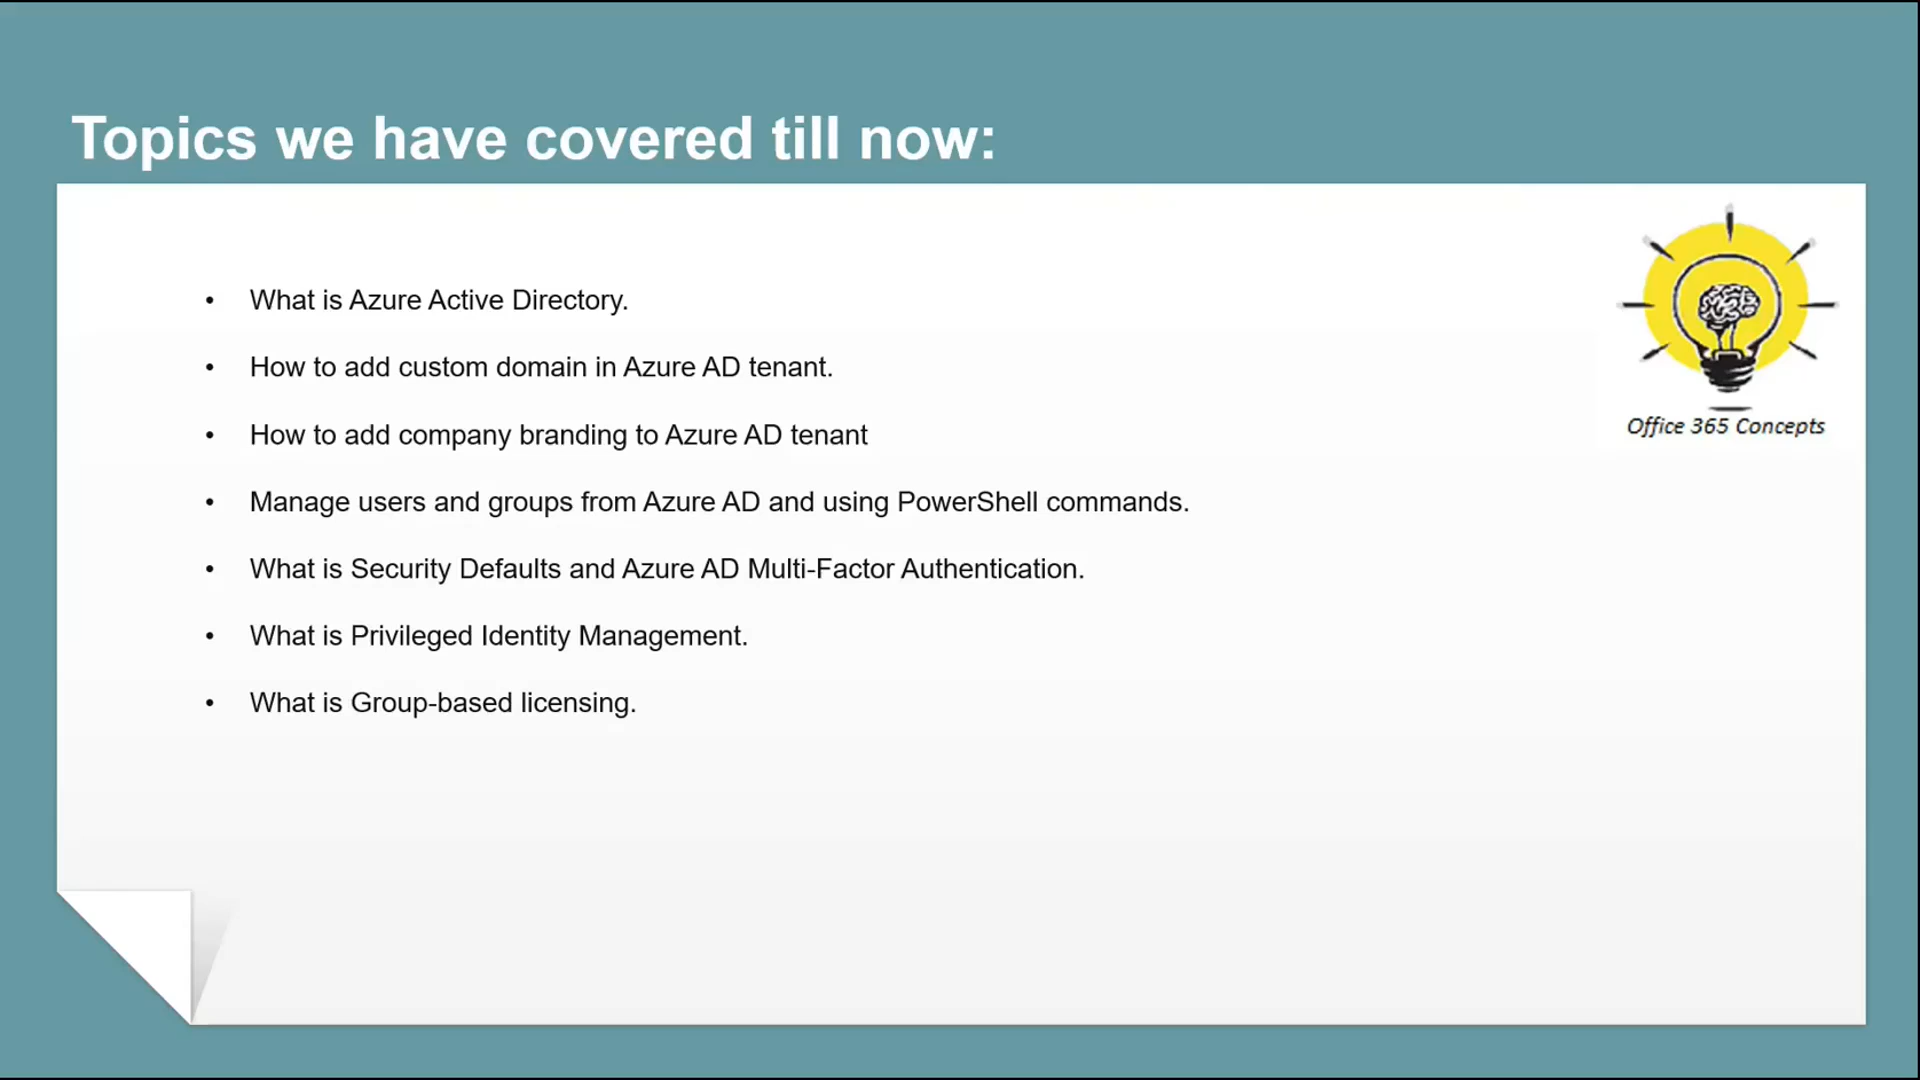 Topics we have covered till now:
• What is Azure Active Directory.
• How to add custom domain in Azure AD tenant.
• How to add company branding to Azure AD tenant
• Manage users and groups from Azure AD and using PowerShell commands.
• What is Security Defaults and Azure AD Multi-Factor Authentication.
• What is Privileged Identity Management.
• What is Group-based licensing.
Office 365 Concepts